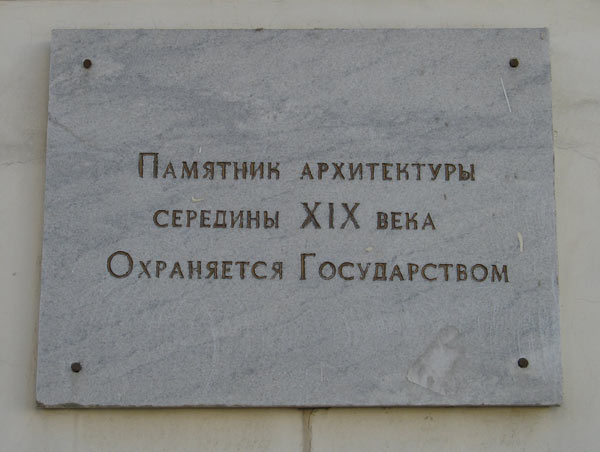 Памятник архитектуры
середины XIX века
Охраняется Государством